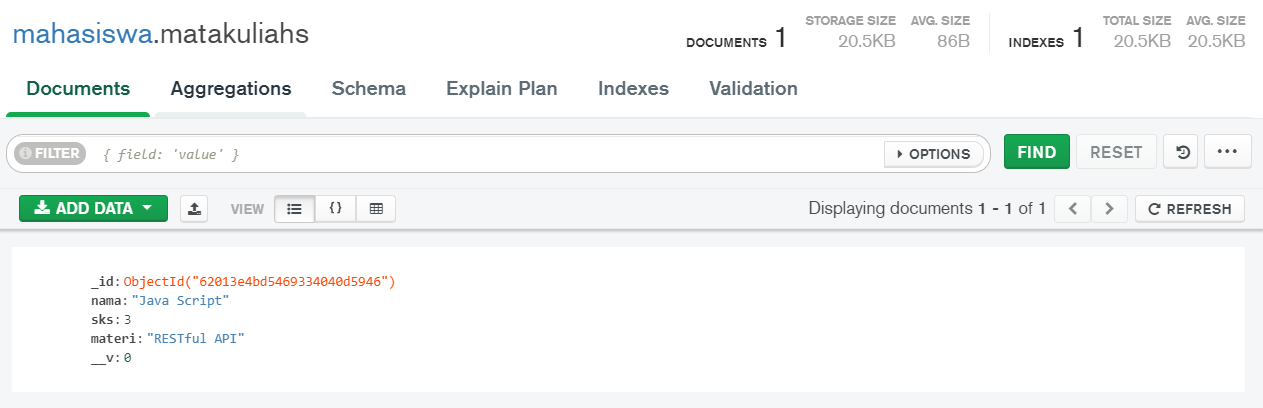 mahasiswa.matakuliahs
DOCUMENTS 1
STORAGE SIZE 20.5KB
AVG. SIZE 86B
INDEXES 1
TOTAL SIZE 20.5KB
AVG. SIZE 20.5KB
Documents Aggregations Schema Explain Plan Indexes Validation
FILTER { field: 'value' } OPTIONS FIND RESET
ADD DATA VIEW {} Displaying documents 1 - 1 of 1 REFRESH
_id: ObjectId("62013e4bd5469334040d5946")
nama: "Java Script"
sks: 3
materi: "RESTful API"
__v: 0